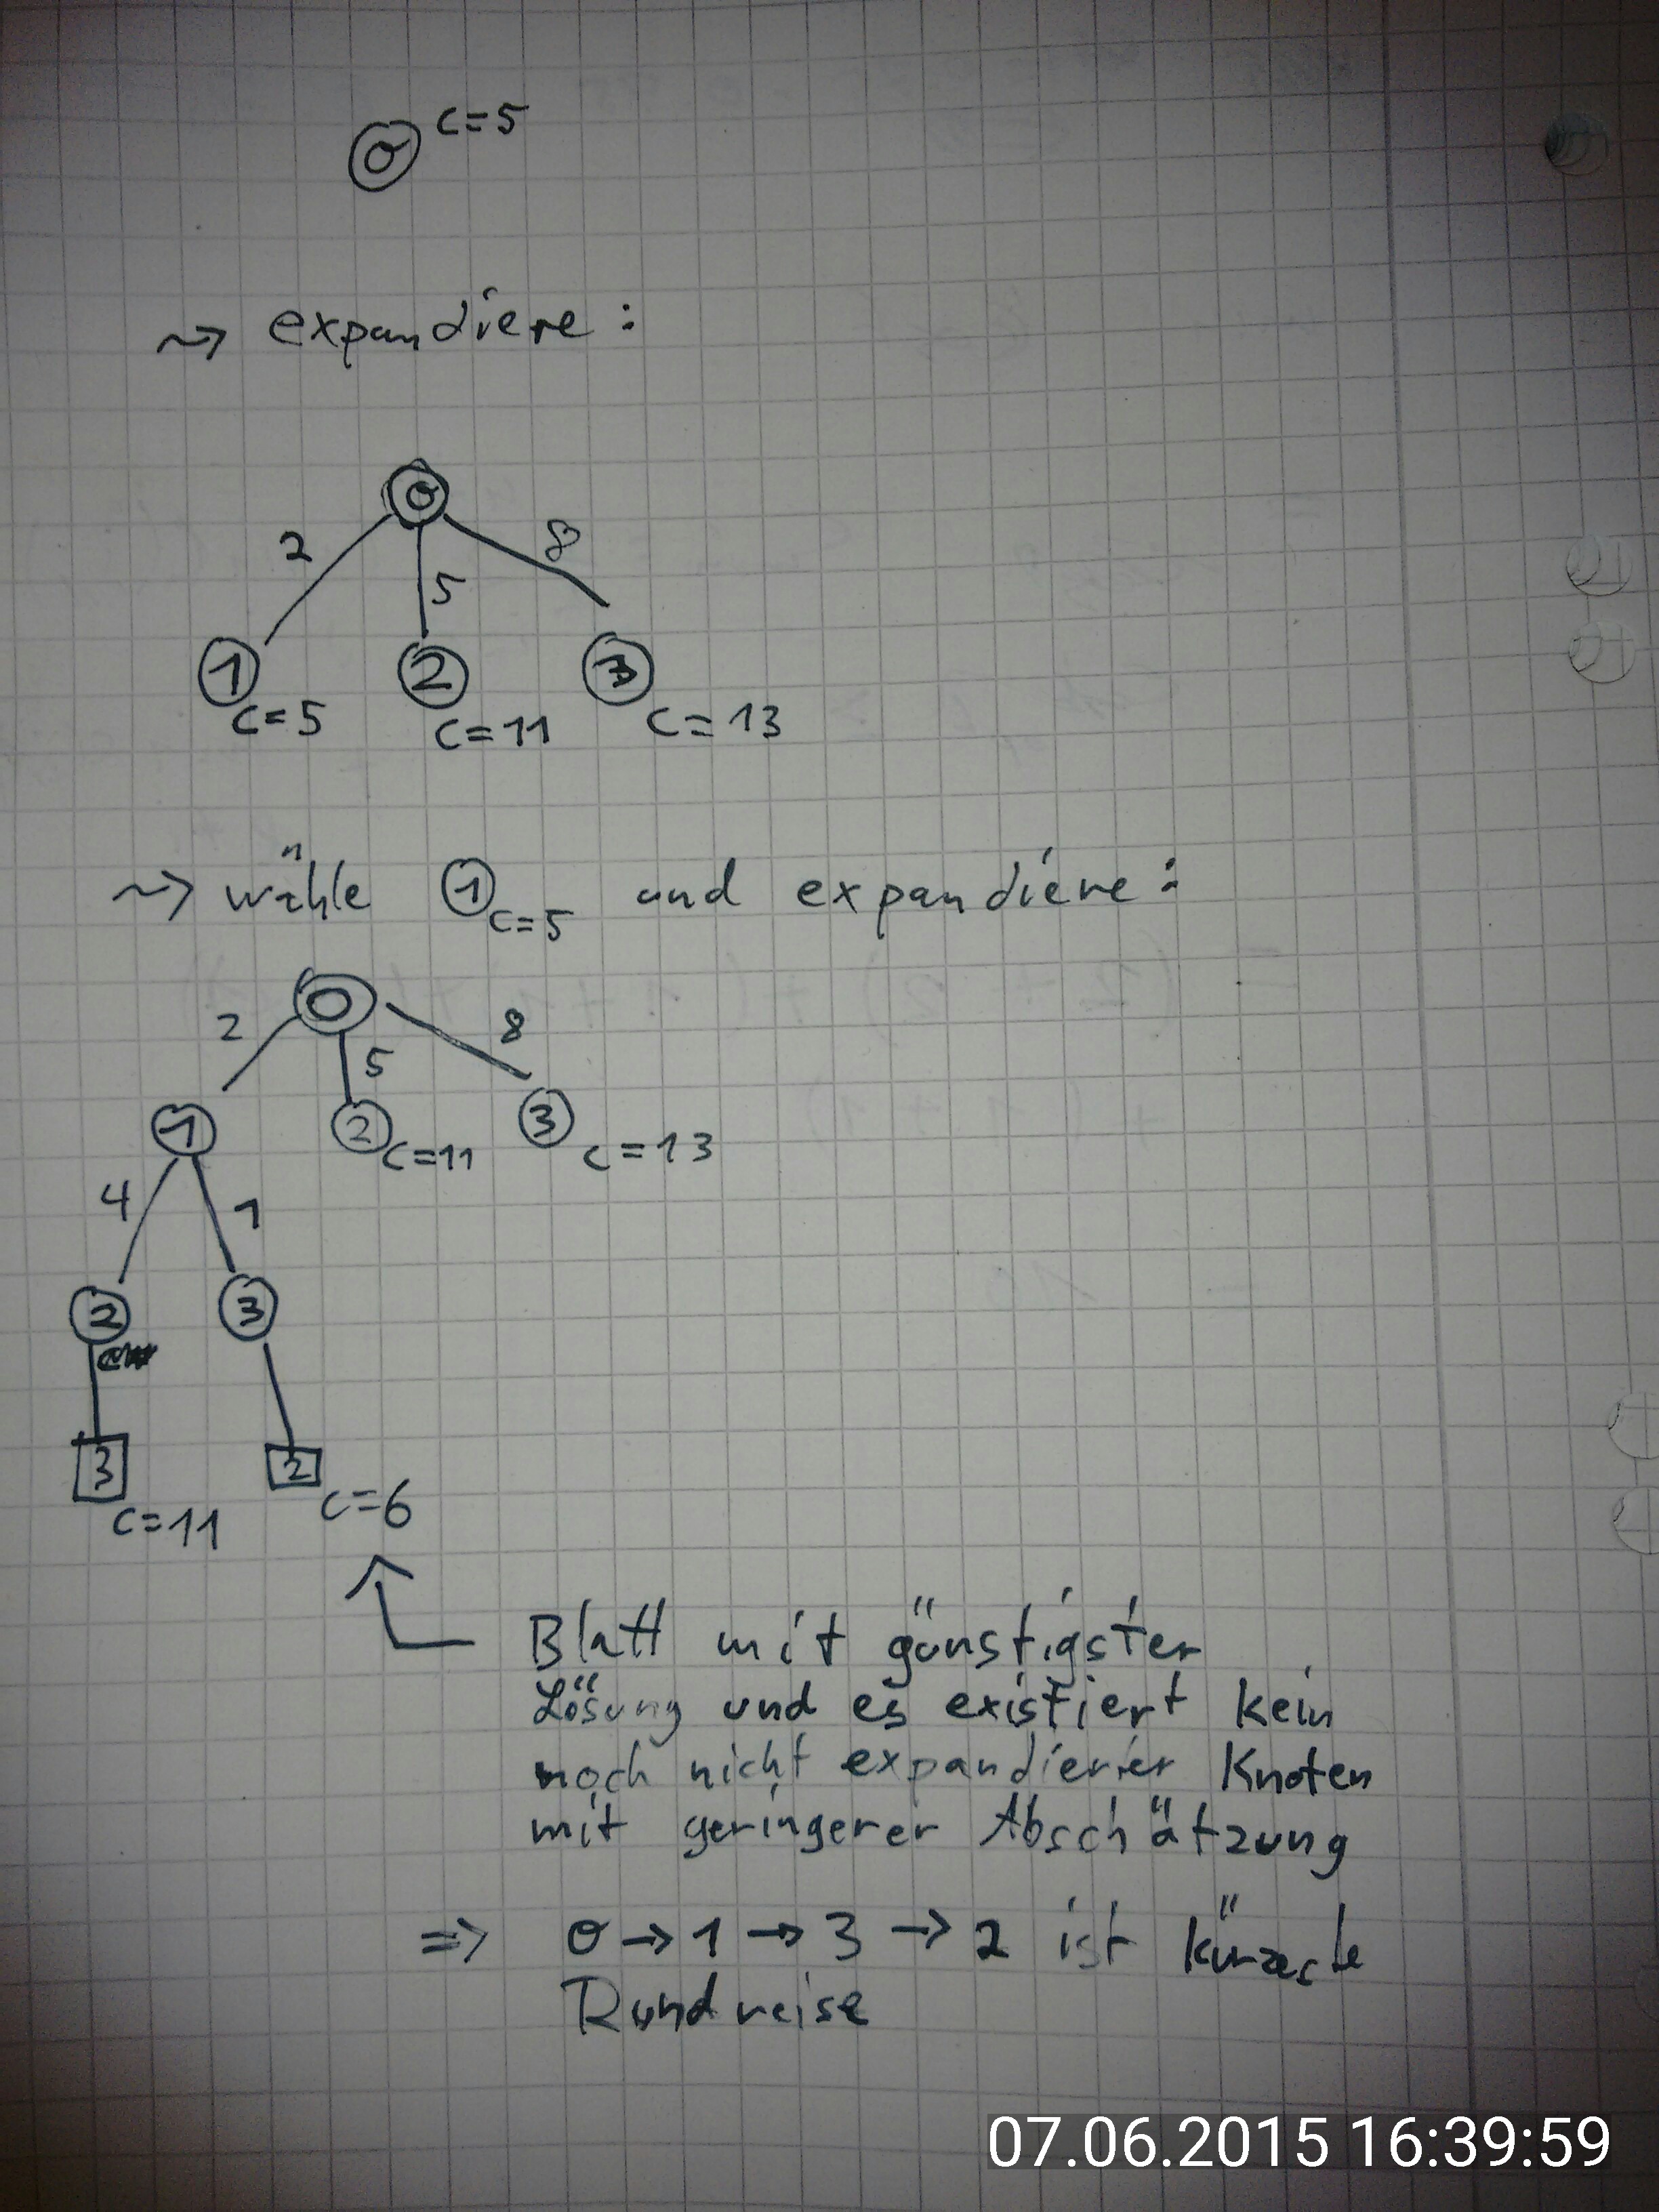 0 c=5
~> expandiere:
0
2 5 8
1 c=5 2 c=11 3 c=13
~> wähle 1 c=5 und expandiere:
0
2 5 8
1 2 c=11 3 c=13
4 1
2 3
3 c=11 2 c=6
Blatt mit günstigster
Lösung und es existiert kein
noch nicht expandierter Knoten
mit geringerer Abschätzung
=> 0 → 1 → 3 → 2 ist kürzeste
Rundreise
07.06.2015 16:39:59